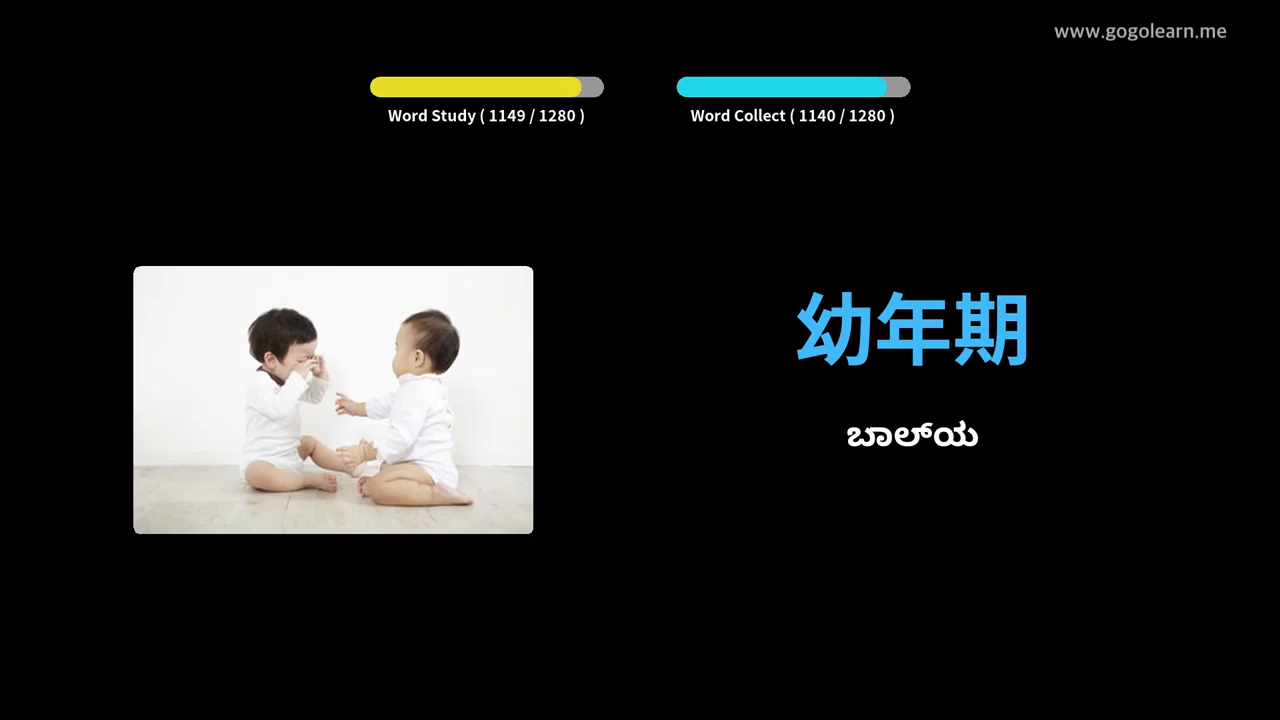 www.gogolearn.me
Word Study ( 1149 / 1280 )
Word Collect ( 1140 / 1280 )
幼年期
ಬಾಲ್‌ಯ